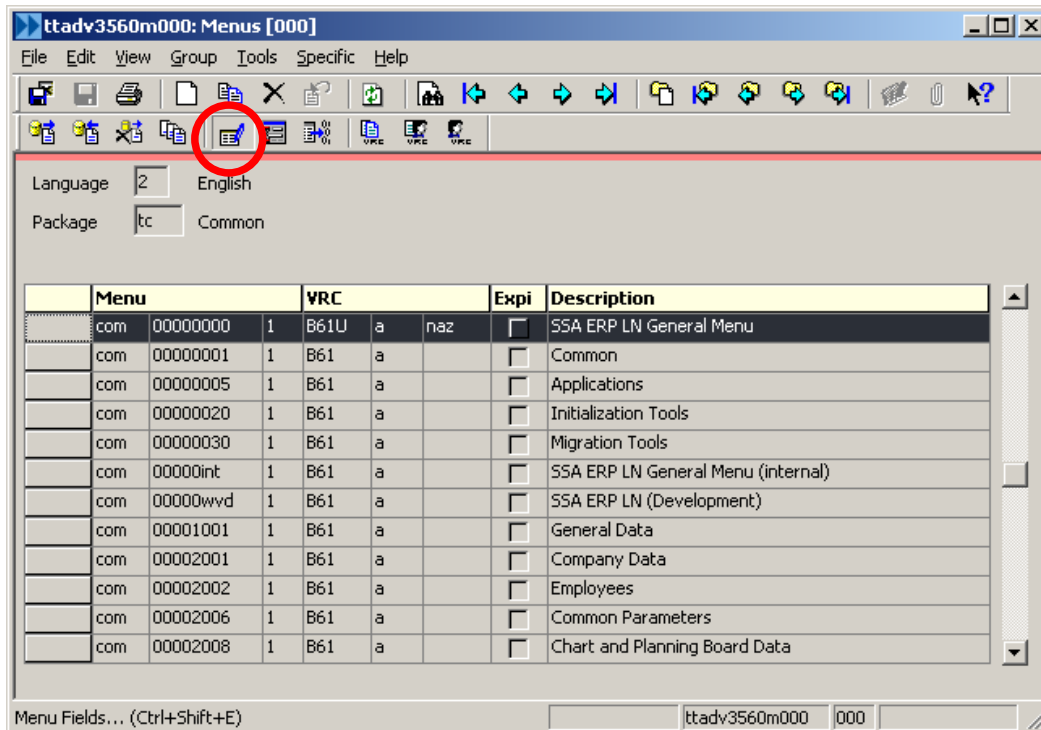 ttadv3560m000: Menus [000]
File Edit View Group Tools Specific Help
Language 2 English
Package tc Common
Menu VRC Expi Description
com 00000000 1 B61U a naz SSA ERP LN General Menu
com 00000001 1 B61 a Common
com 00000005 1 B61 a Applications
com 00000020 1 B61 a Initialization Tools
com 00000030 1 B61 a Migration Tools
com 00000int 1 B61 a SSA ERP LN General Menu (internal)
com 00000wvd 1 B61 a SSA ERP LN (Development)
com 00001001 1 B61 a General Data
com 00002001 1 B61 a Company Data
com 00002002 1 B61 a Employees
com 00002006 1 B61 a Common Parameters
com 00002008 1 B61 a Chart and Planning Board Data
Menu Fields... (Ctrl+Shift+E) ttadv3560m000 000